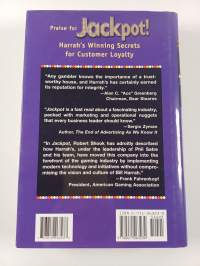 Praise for Jackpot!
Harrah's Winning Secrets
for Customer Loyalty
"Any gambler knows the importance of a trust-
worthy house, and Harrah's has certainly earned
its reputation for integrity."
—Alan C. "Ace" Greenberg
Chairman, Bear Stearns
"Jackpot is a fast read about a fascinating industry,
packed with marketing and operational nuggets
that every business leader should know."
—Sergio Zyman
Author, The End of Advertising As We Know It
"In Jackpot, Robert Shook has adroitly described
how Harrah's, under the leadership of Phil Satre
and his team, have moved this company into the
forefront of the gaming industry by implementing
modern technology and initiatives without compro-
mising the vision and culture of Bill Harrah."
—Frank Fahrenkopf
President, American Gaming Association